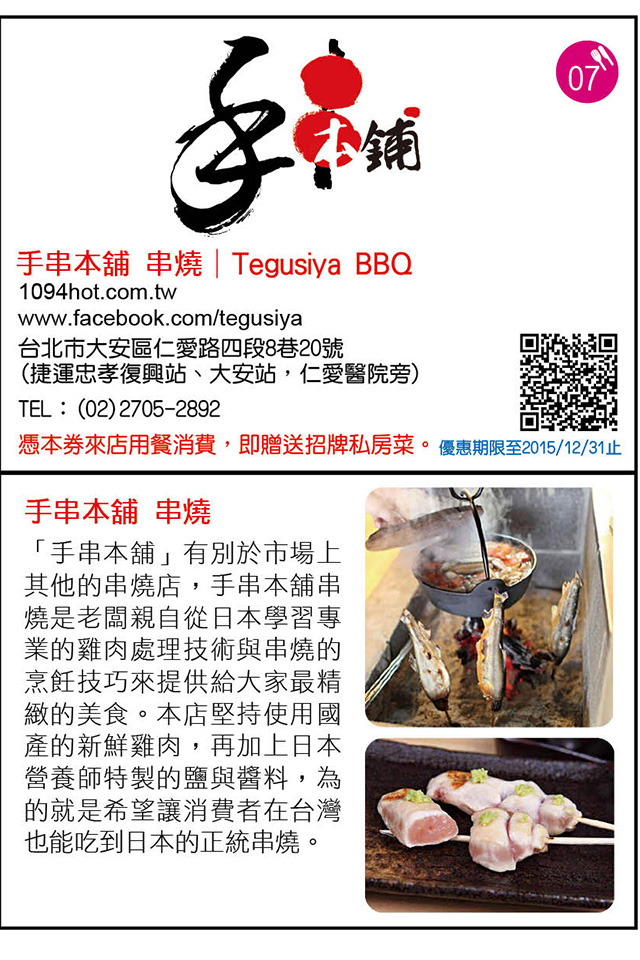 手串本舖
07
手串本舖 串燒│Tegusiya BBQ
1094hot.com.tw
www.facebook.com/tegusiya
台北市大安區仁愛路四段8巷20號
(捷運忠孝復興站、大安站，仁愛醫院旁)
TEL：(02)2705-2892
憑本券來店用餐消費，即贈送招牌私房菜。優惠期限至2015/12/31止
手串本舖 串燒
「手串本舖」有別於市場上
其他的串燒店，手串本舖串
燒是老闆親自從日本學習專
業的雞肉處理技術與串燒的
烹飪技巧來提供給大家最精
緻的美食。本店堅持使用國
產的新鮮雞肉，再加上日本
營養師特製的鹽與醬料，為
的就是希望讓消費者在台灣
也能吃到日本的正統串燒。